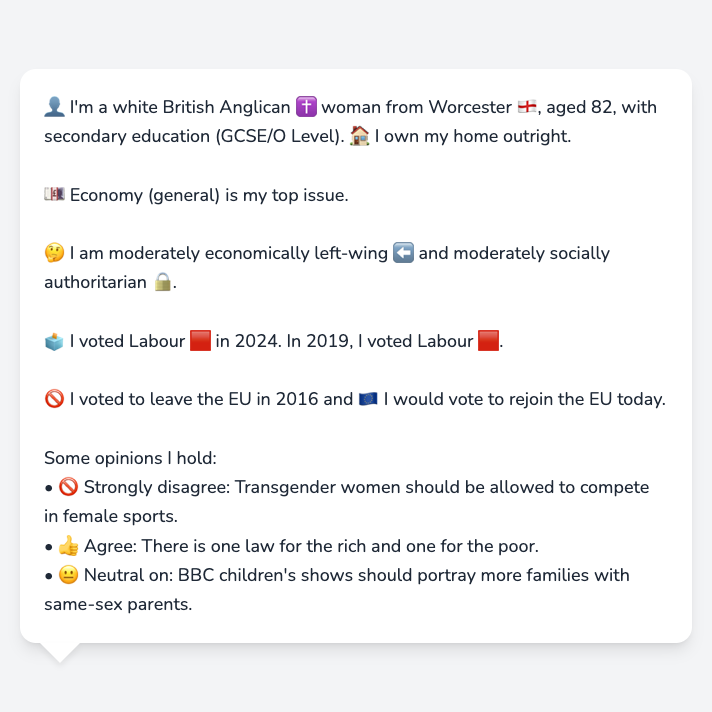 👤 I'm a white British Anglican ✝️ woman from Worcester 🏴󠁧󠁢󠁥󠁮󠁧󠁿, aged 82, with
secondary education (GCSE/O Level). 🏠 I own my home outright.
💷 Economy (general) is my top issue.
🤔 I am moderately economically left-wing ⬅️ and moderately socially
authoritarian 🔒.
🗳️ I voted Labour 🟥 in 2024. In 2019, I voted Labour 🟥.
🚫 I voted to leave the EU in 2016 and 🇪🇺 I would vote to rejoin the EU today.
Some opinions I hold:
• 🚫 Strongly disagree: Transgender women should be allowed to compete
in female sports.
• 👍 Agree: There is one law for the rich and one for the poor.
• 😐 Neutral on: BBC children's shows should portray more families with
same-sex parents.